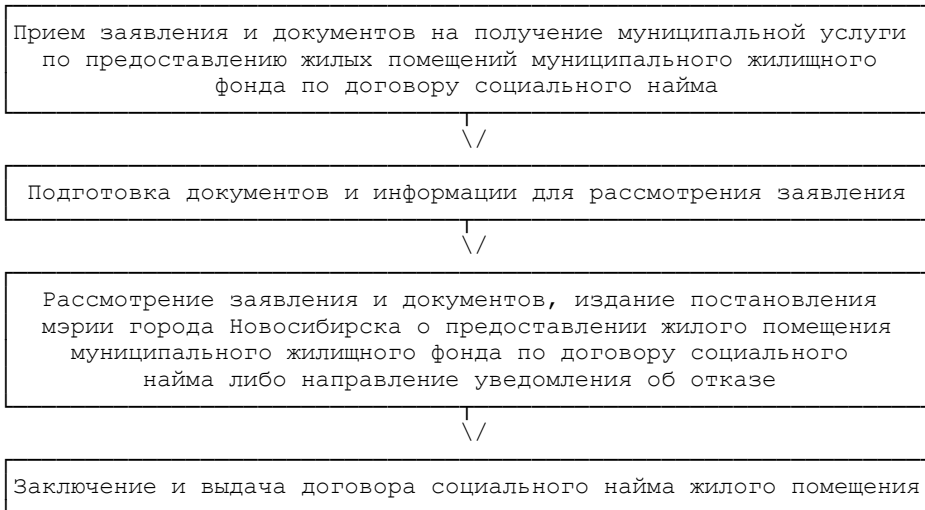 Прием заявления и документов на получение муниципальной услуги
по предоставлению жилых помещений муниципального жилищного
фонда по договору социального найма
\/
Подготовка документов и информации для рассмотрения заявления
\/
Рассмотрение заявления и документов, издание постановления
мэрии города Новосибирска о предоставлении жилого помещения
муниципального жилищного фонда по договору социального
найма либо направление уведомления об отказе
\/
Заключение и выдача договора социального найма жилого помещения